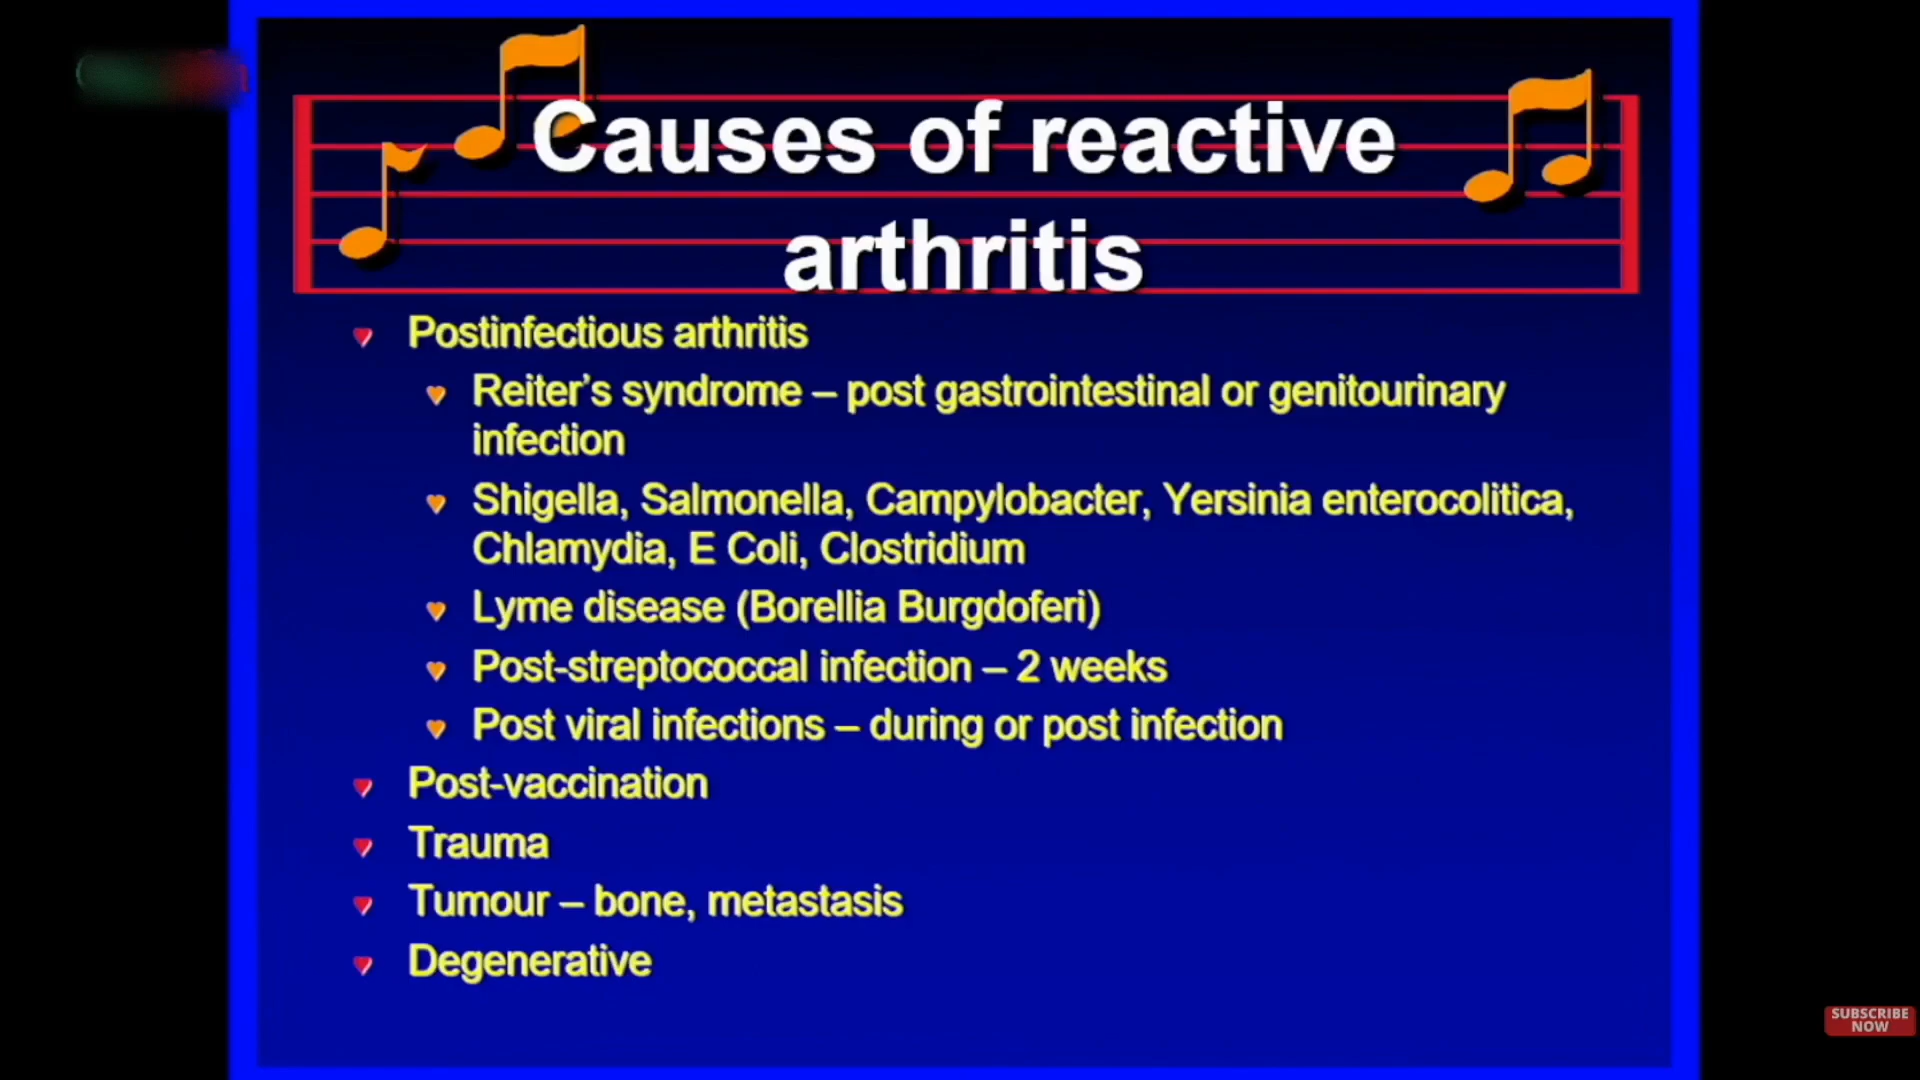 Causes of reactive
arthritis
Postinfectious arthritis
Reiter’s syndrome – post gastrointestinal or genitourinary
infection
Shigella, Salmonella, Campylobacter, Yersinia enterocolitica,
Chlamydia, E Coli, Clostridium
Lyme disease (Borellia Burgdoferi)
Post-streptococcal infection – 2 weeks
Post viral infections – during or post infection
Post-vaccination
Trauma
Tumour – bone, metastasis
Degenerative
SUBSCRIBE
NOW